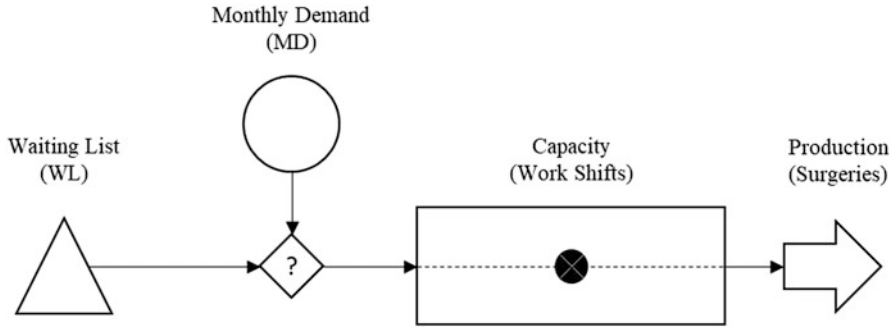 Monthly Demand
(MD)
Waiting List
(WL)
Capacity
(Work Shifts)
Production
(Surgeries)
?